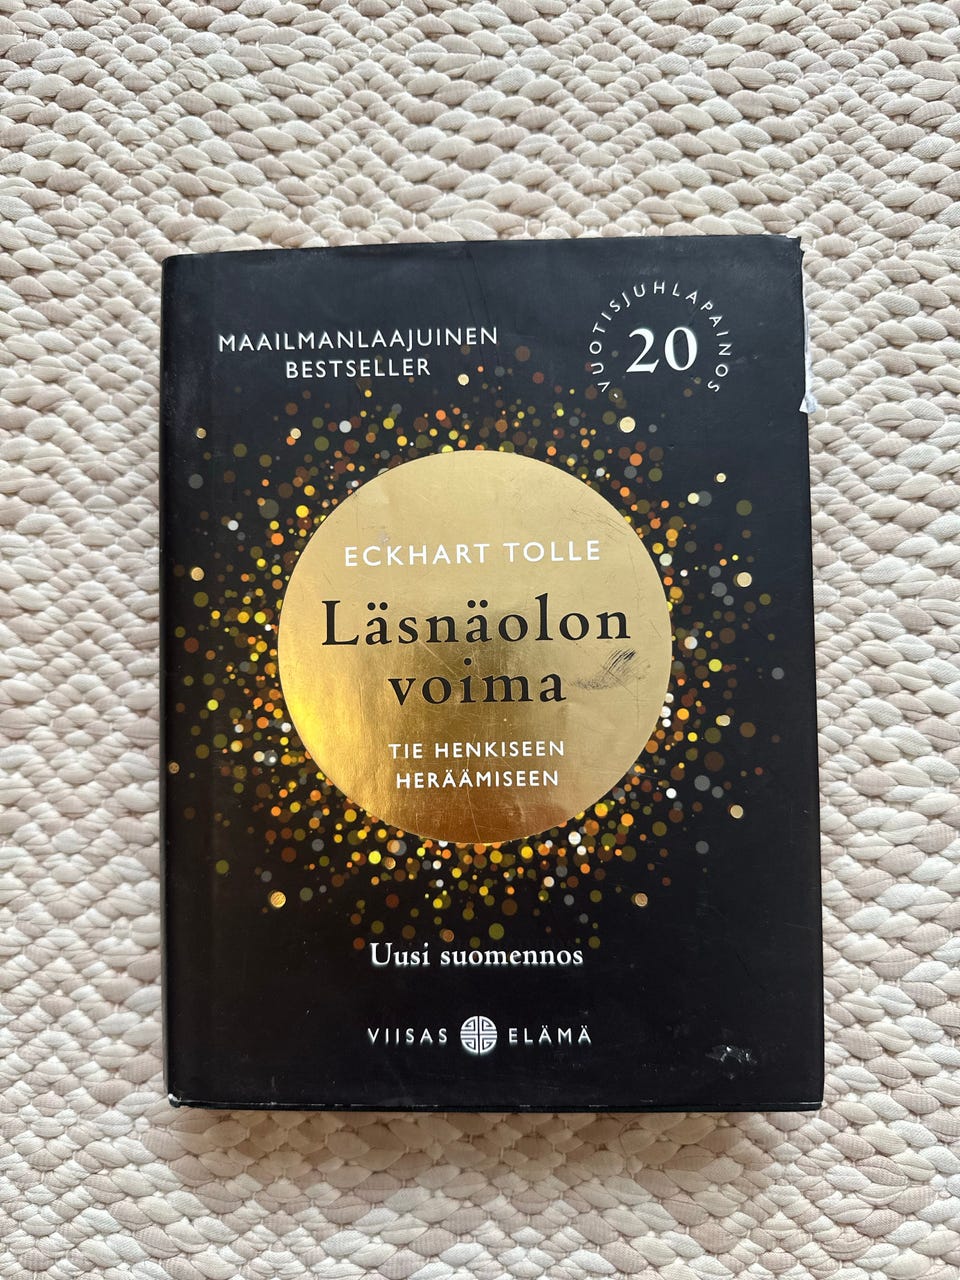 MAAILMANLAAJUINEN
BESTSELLER
VUOTISJUHLAPAINOS
20
ECKHART TOLLE
Läsnäolon
voima
TIE HENKISEEN
HERÄÄMISEEN
Uusi suomennos
VIISAS ELÄMÄ